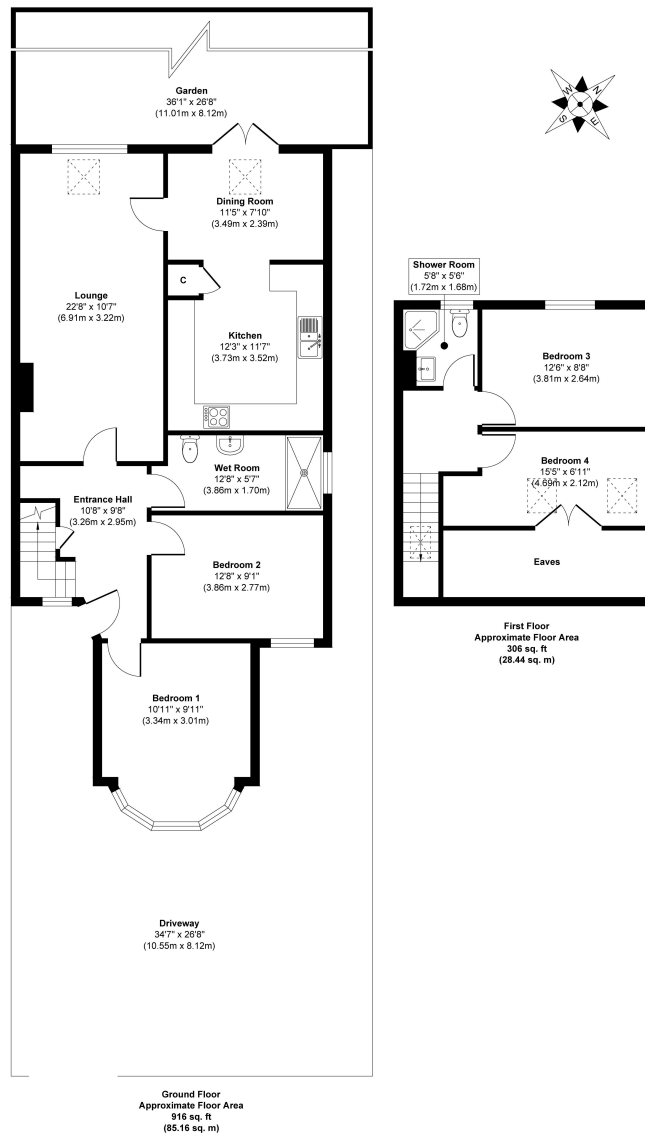 Garden
36'1" x 26'8"
(11.01m x 8.12m)
N
W
S
E
Dining Room
11'5" x 7'10"
(3.49m x 2.39m)
C
Lounge
22'8" x 10'7"
(6.91m x 3.22m)
Kitchen
12'3" x 11'7"
(3.73m x 3.52m)
Wet Room
12'8" x 5'7"
(3.86m x 1.70m)
Entrance Hall
10'8" x 9'8"
(3.26m x 2.95m)
Bedroom 2
12'8" x 9'1"
(3.86m x 2.77m)
Bedroom 1
10'11" x 9'11"
(3.34m x 3.01m)
Driveway
34'7" x 26'8"
(10.55m x 8.12m)
Ground Floor
Approximate Floor Area
916 sq. ft
(85.16 sq. m)
Shower Room
5'8" x 5'6"
(1.72m x 1.68m)
Bedroom 3
12'6" x 8'8"
(3.81m x 2.64m)
Bedroom 4
15'5" x 6'11"
(4.69m x 2.12m)
Eaves
First Floor
Approximate Floor Area
306 sq. ft
(28.44 sq. m)